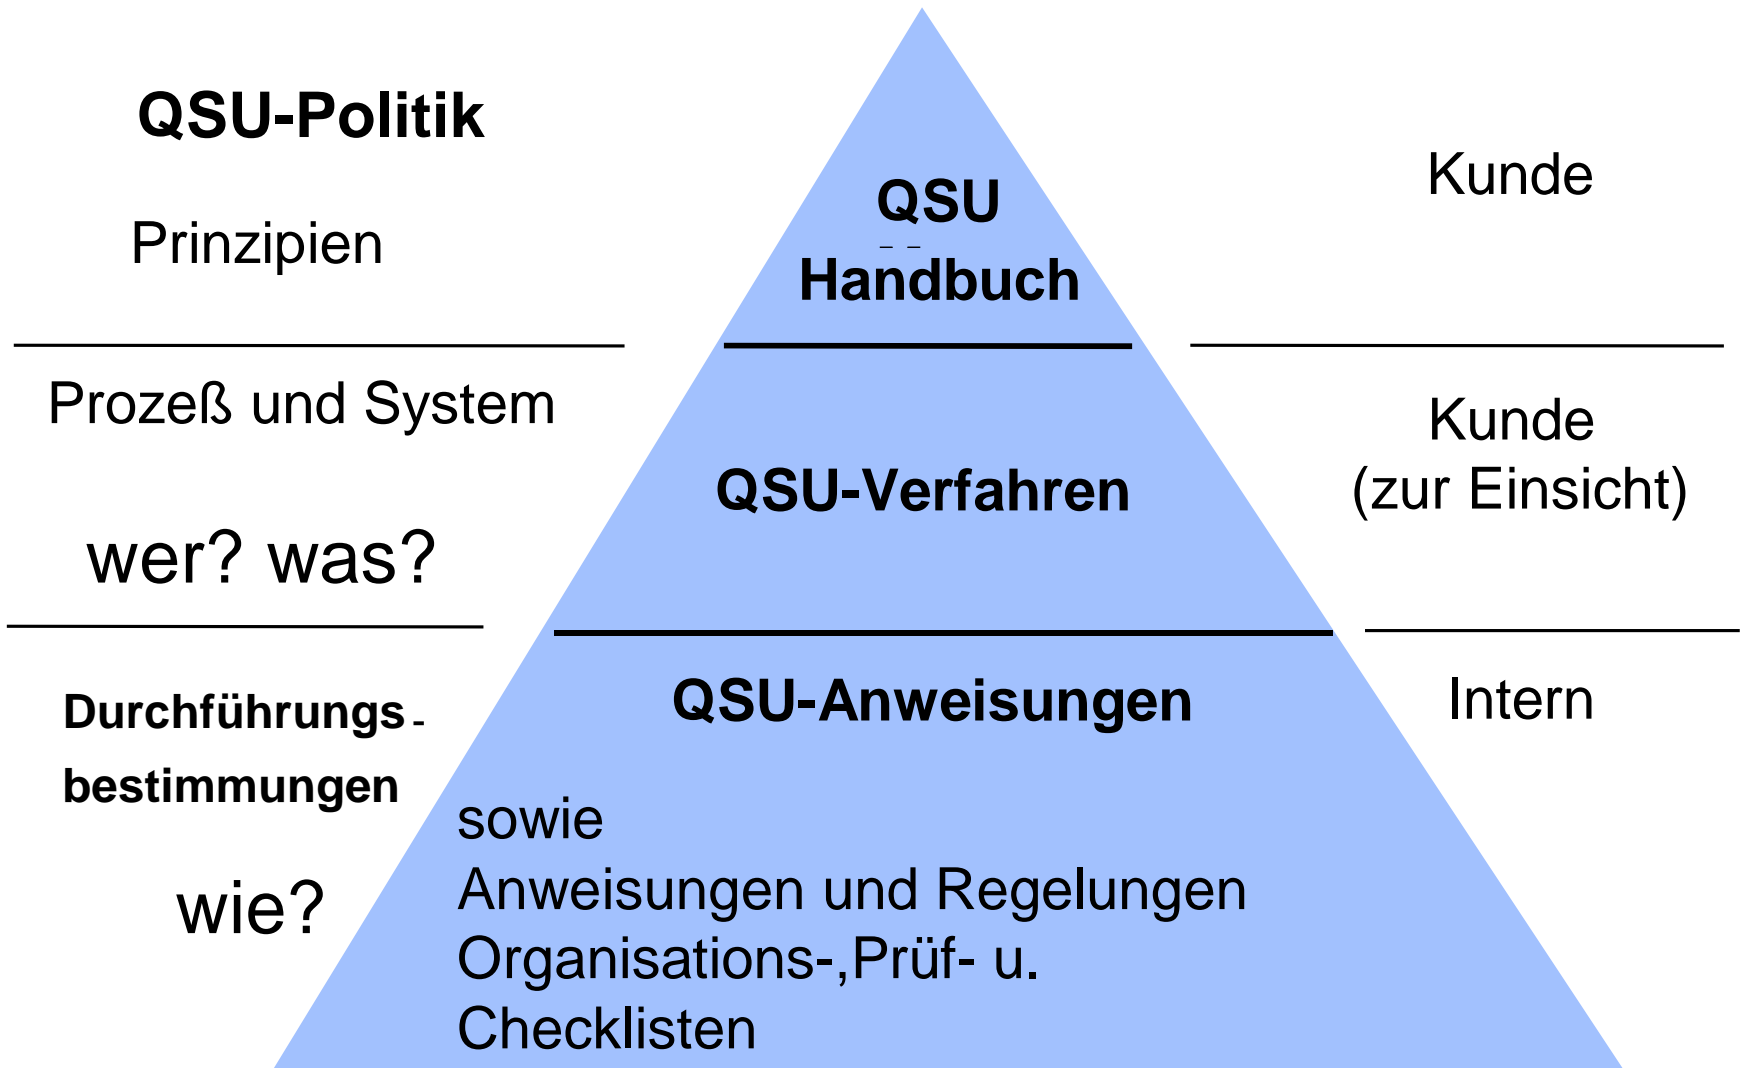 QSU-Politik
Prinzipien
QSU
Handbuch
Kunde
Prozeß und System
wer? was?
QSU-Verfahren
Kunde
(zur Einsicht)
Durchführungs-
bestimmungen
wie?
QSU-Anweisungen
sowie
Anweisungen und Regelungen
Organisations-,Prüf- u.
Checklisten
Intern